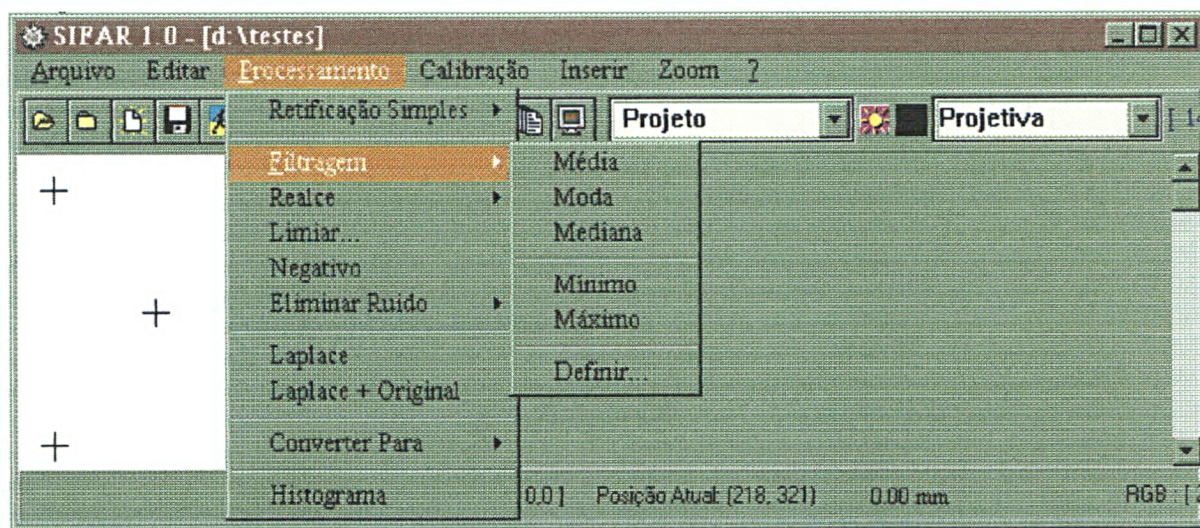 SIFAR 1.0 - [d:\testes]
Arquivo Editar Processamento Calibração Inserir Zoom ?
Projeto Projetiva [ 14
Retificação Simples
Filtragem
Realce
Limiar...
Negativo
Eliminar Ruido
Laplace
Laplace + Original
Converter Para
Histograma
Média
Moda
Mediana
Mínimo
Máximo
Definir...
0.0 ] Posição Atual: (218, 321) 0.00 mm RGB : [